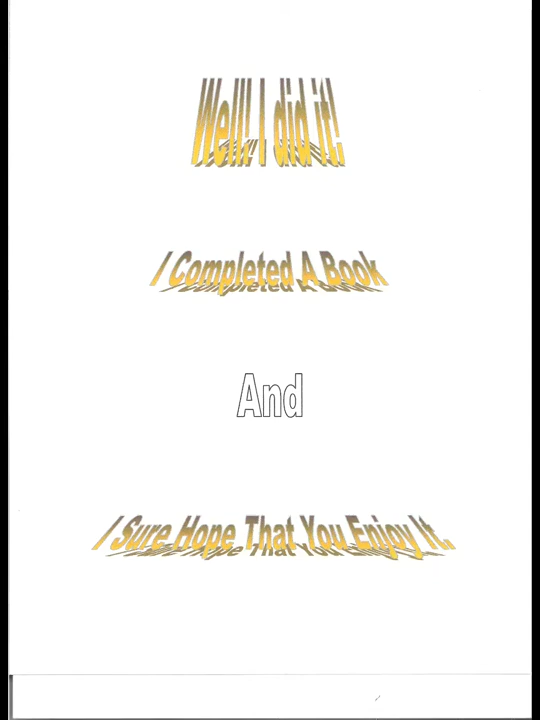 Well! I did it!
I Completed A Book
And
I Sure Hope That You Enjoy It.